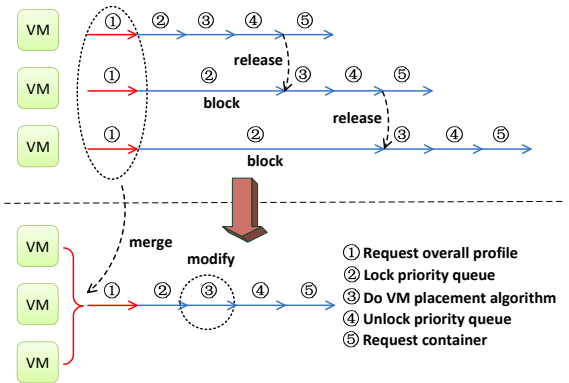 VM ① ② ③ ④ ⑤
release
VM ① ② ③ ④ ⑤
block
release
VM ① ② ③ ④ ⑤
block
merge
VM
modify
VM ① ② ③ ④ ⑤
VM
① Request overall profile
② Lock priority queue
③ Do VM placement algorithm
④ Unlock priority queue
⑤ Request container